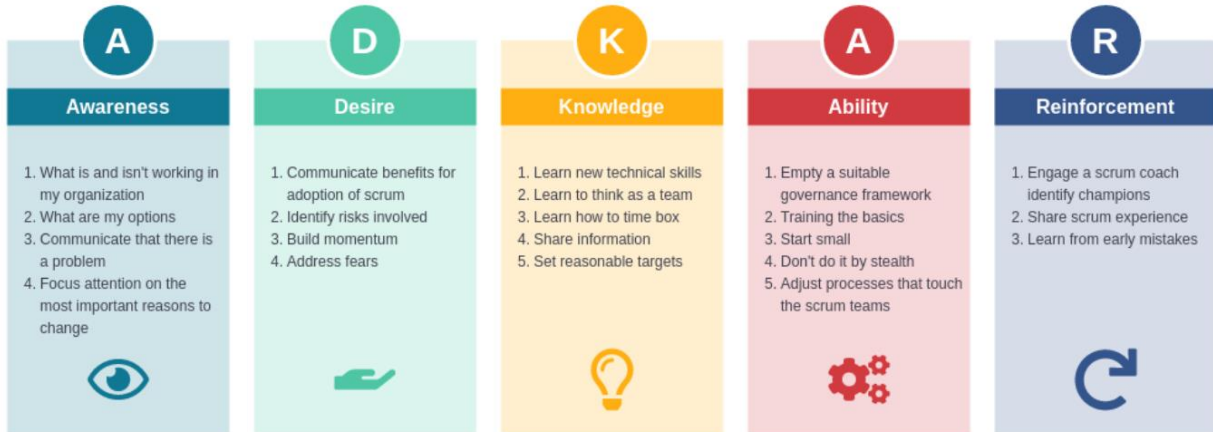 A
Awareness
1. What is and isn't working in
my organization
2. What are my options
3. Communicate that there is
a problem
4. Focus attention on the
most important reasons to
change
D
Desire
1. Communicate benefits for
adoption of scrum
2. Identify risks involved
3. Build momentum
4. Address fears
K
Knowledge
1. Learn new technical skills
2. Learn to think as a team
3. Learn how to time box
4. Share information
5. Set reasonable targets
A
Ability
1. Empty a suitable
governance framework
2. Training the basics
3. Start small
4. Don't do it by stealth
5. Adjust processes that touch
the scrum teams
R
Reinforcement
1. Engage a scrum coach
identify champions
2. Share scrum experience
3. Learn from early mistakes